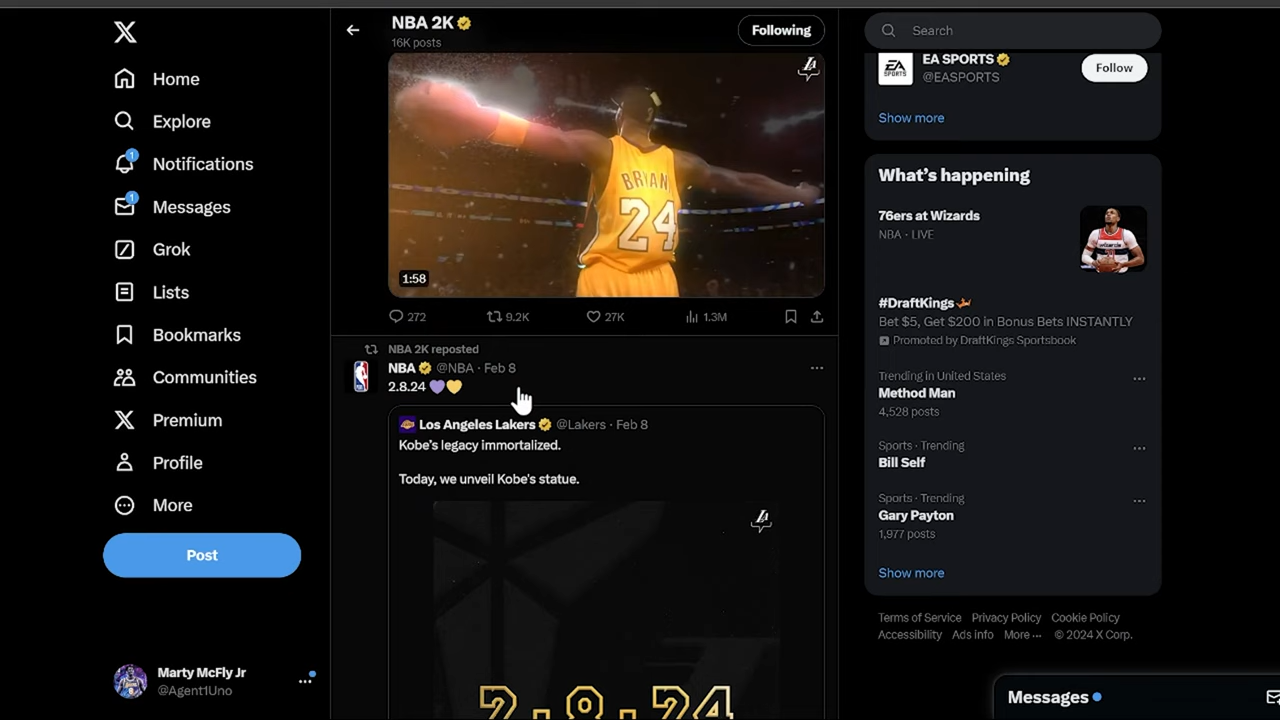 Home
Explore
1
Notifications
1
Messages
Grok
Lists
Bookmarks
Communities
Premium
Profile
More
Post
Marty McFly Jr
@Agent1Uno
NBA 2K
16K posts
Following
BRYANT
24
1:58
272
9.2K
27K
1.3M
NBA 2K reposted
NBA @NBA · Feb 8
2.8.24 💜💛
Los Angeles Lakers @Lakers · Feb 8
Kobe's legacy immortalized.
Today, we unveil Kobe's statue.
2.8.24
Search
EA SPORTS
EA SPORTS
@EASPORTS
Follow
Show more
What's happening
76ers at Wizards
NBA · LIVE
#DraftKings
Bet $5, Get $200 in Bonus Bets INSTANTLY
Promoted by DraftKings Sportsbook
Trending in United States
Method Man
4,528 posts
Sports · Trending
Bill Self
Sports · Trending
Gary Payton
1,977 posts
Show more
Terms of Service Privacy Policy Cookie Policy
Accessibility Ads info More ··· © 2024 X Corp.
Messages